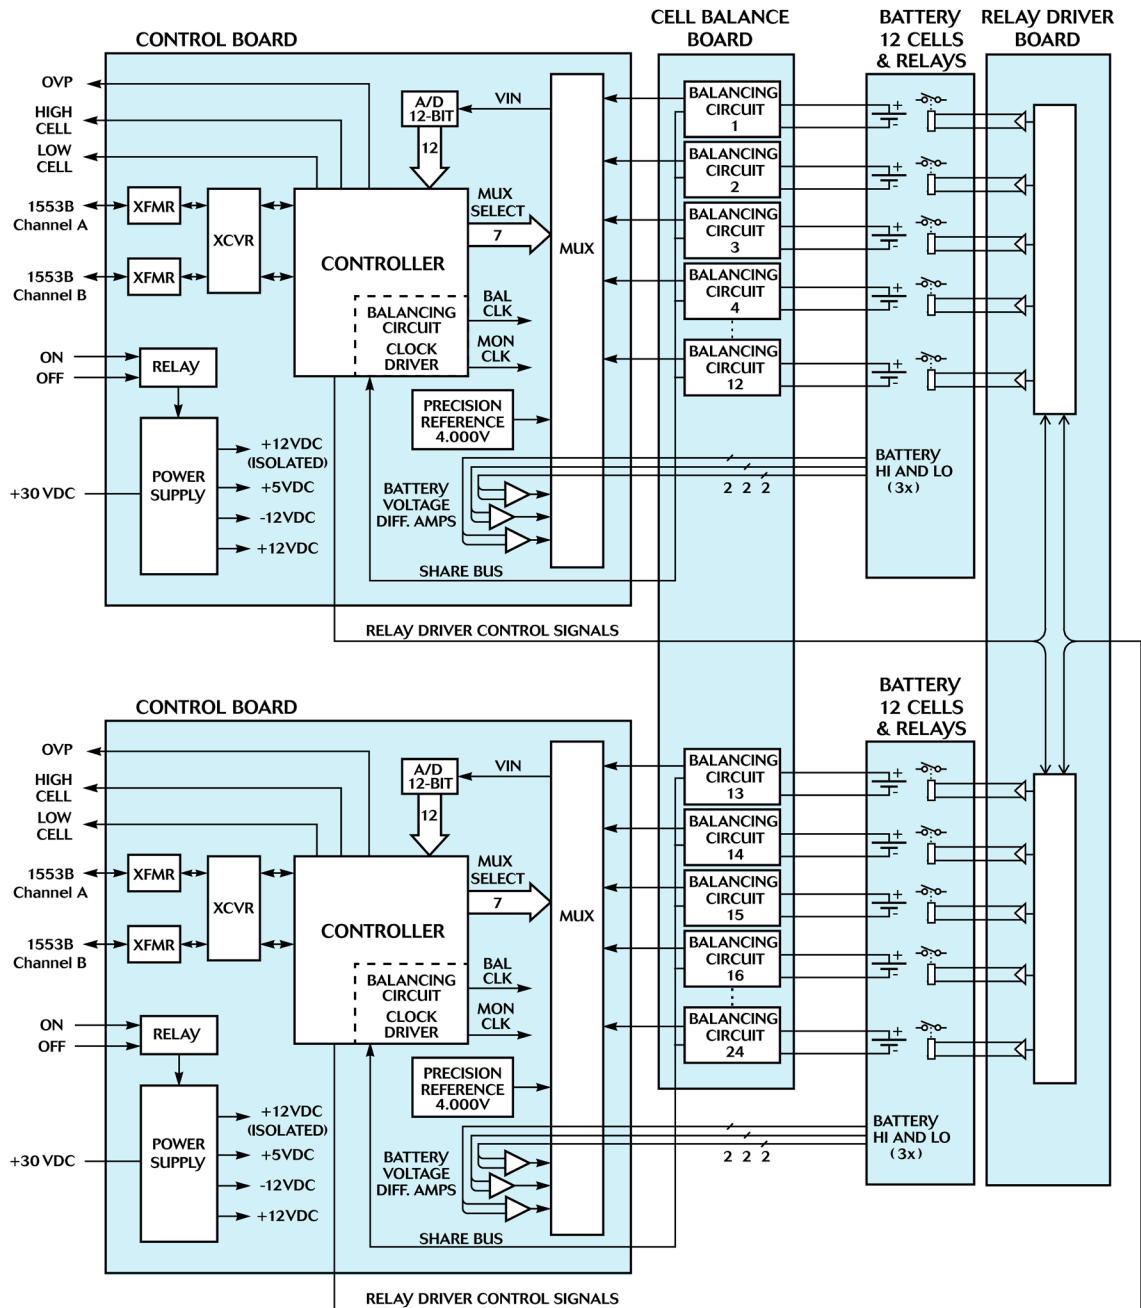 CELL BALANCE
BOARD
BATTERY
12 CELLS
& RELAYS
RELAY DRIVER
BOARD
CONTROL BOARD
OVP
HIGH
CELL
LOW
CELL
1553B
Channel A
1553B
Channel B
ON
OFF
+30 VDC
XFMR
XFMR
XCVR
RELAY
POWER
SUPPLY
+12VDC
(ISOLATED)
+5VDC
-12VDC
+12VDC
A/D
12-BIT
VIN
12
CONTROLLER
MUX
SELECT
7
BALANCING
CIRCUIT
CLOCK
DRIVER
BAL
CLK
MON
CLK
PRECISION
REFERENCE
4.000V
BATTERY
VOLTAGE
DIFF. AMPS
SHARE BUS
MUX
BALANCING
CIRCUIT
1
BALANCING
CIRCUIT
2
BALANCING
CIRCUIT
3
BALANCING
CIRCUIT
4
BALANCING
CIRCUIT
12
+
-
+
-
+
-
+
-
+
-
2 2 2
BATTERY
HI AND LO
(3x)
RELAY DRIVER CONTROL SIGNALS
BATTERY
12 CELLS
& RELAYS
CONTROL BOARD
OVP
HIGH
CELL
LOW
CELL
1553B
Channel A
1553B
Channel B
ON
OFF
+30 VDC
XFMR
XFMR
XCVR
RELAY
POWER
SUPPLY
+12VDC
(ISOLATED)
+5VDC
-12VDC
+12VDC
A/D
12-BIT
VIN
12
CONTROLLER
MUX
SELECT
7
BALANCING
CIRCUIT
CLOCK
DRIVER
BAL
CLK
MON
CLK
PRECISION
REFERENCE
4.000V
BATTERY
VOLTAGE
DIFF. AMPS
SHARE BUS
MUX
BALANCING
CIRCUIT
13
BALANCING
CIRCUIT
14
BALANCING
CIRCUIT
15
BALANCING
CIRCUIT
16
BALANCING
CIRCUIT
24
+
-
+
-
+
-
+
-
+
-
2 2 2
BATTERY
HI AND LO
(3x)
RELAY DRIVER CONTROL SIGNALS